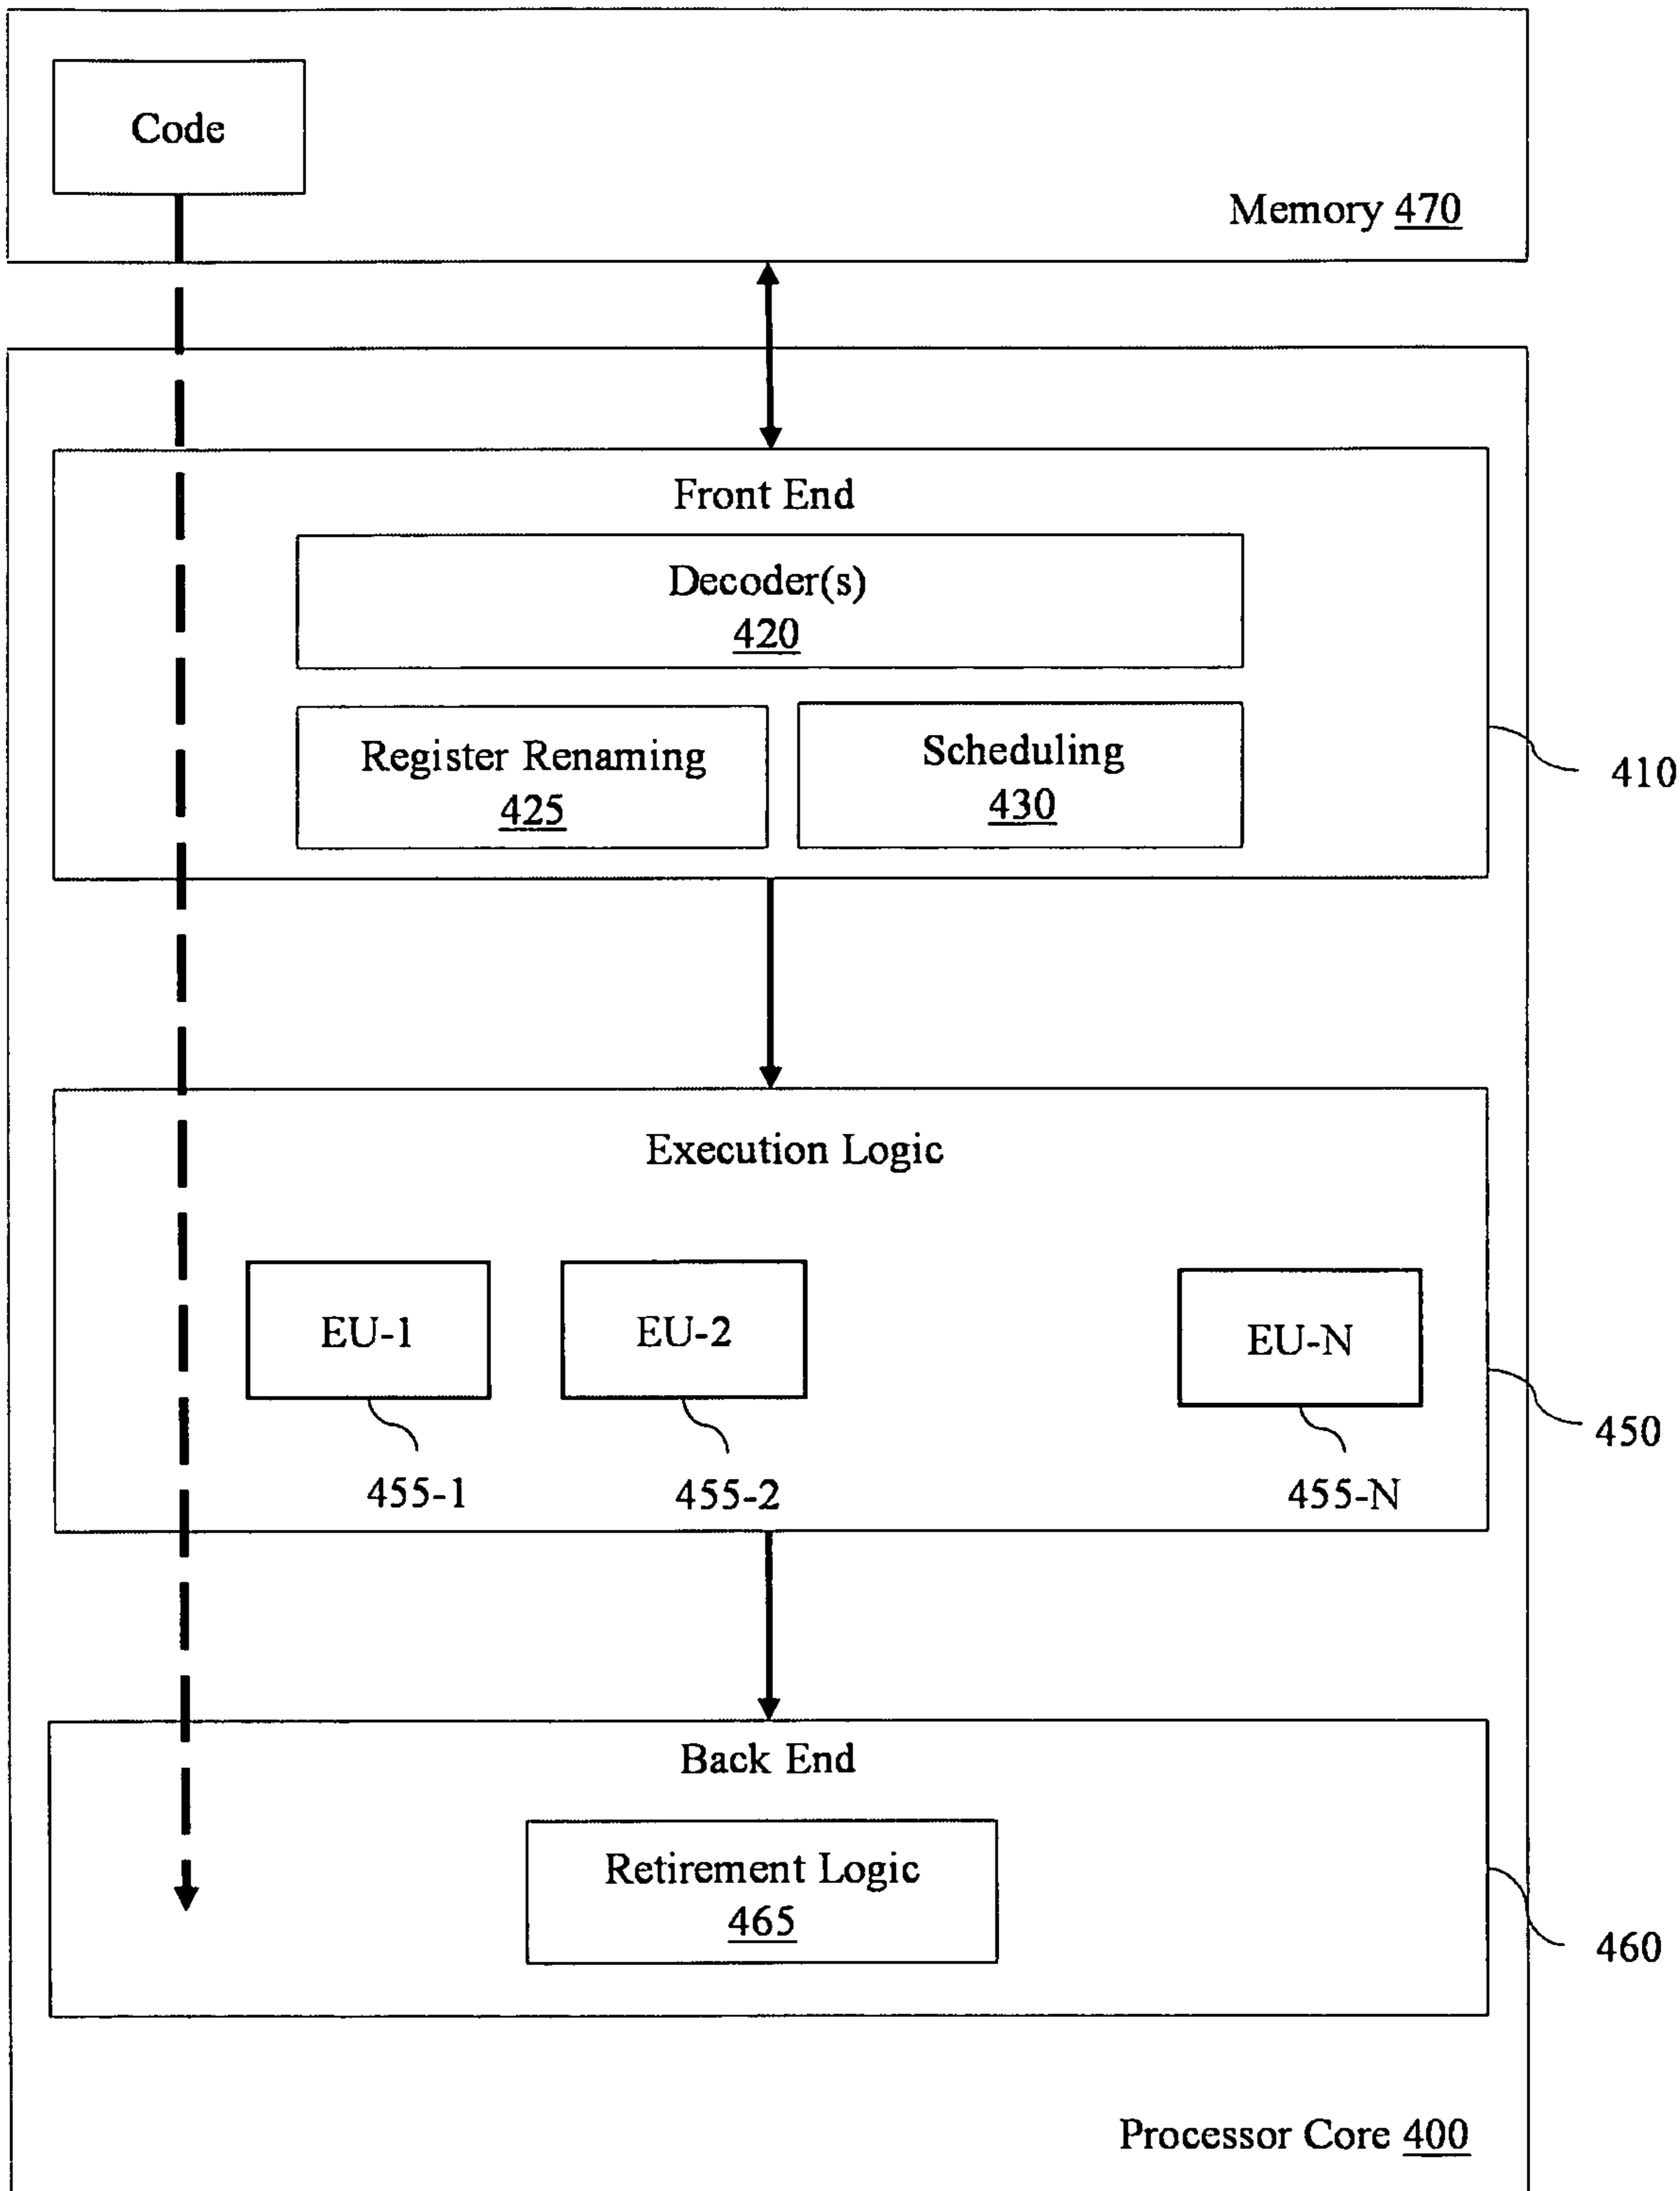 Code
Memory 470
Front End
Decoder(s)
420
Register Renaming
425
Scheduling
430
410
Execution Logic
EU-1
EU-2
EU-N
450
455-1
455-2
455-N
Back End
Retirement Logic
465
460
Processor Core 400